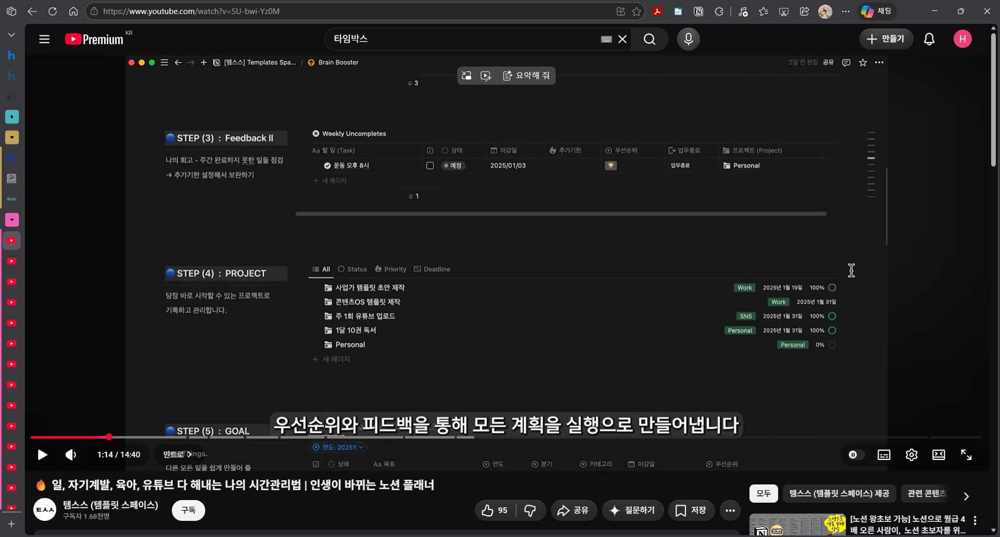 https://www.youtube.com/watch?v=SU-bwi-Yz0M
채팅
Premium KR
타임박스
만들기
H
[템스스] Templates Spa... / Brain Booster
2일 전 편집 공유
요약해 줘
값 3
STEP (3) : Feedback II
나의 회고 - 주간 완료하지 못한 일들 점검
→ 추가기한 설정해서 보완하기
Weekly Uncompletes
Aa 할 일 (Task) 상태 마감일 추가기한 우선순위 업무종료 프로젝트 (Project)
운동 오후 8시 예정 2025/01/03 업무종료 Personal
+ 새 페이지
값 1
STEP (4) : PROJECT
당장 바로 시작할 수 있는 프로젝트로
기록하고 관리합니다.
All Status Priority Deadline
사업가 템플릿 초안 제작 Work 2025년 1월 19일 100%
콘텐츠OS 템플릿 제작 Work 2025년 1월 31일
주 1회 유튜브 업로드 SNS 2025년 1월 31일 100%
1달 10권 독서 Personal 2025년 1월 31일 100%
Personal Personal 0%
+ 새 페이지
우선순위와 피드백을 통해 모든 계획을 실행으로 만들어냅니다
STEP (5) : GOAL
연도: 2025Y
1:14 / 14:40
인트로
ings.
다른 모든 일을 쉽게 만들어 줄
상태 Aa 목표 연도 분기 카테고리 마감일 우선순위
🔥 일, 자기계발, 육아, 유튜브 다 해내는 나의 시간관리법 | 인생이 바뀌는 노션 플래너
ㅌㅅㅅ
템스스 (템플릿 스페이스)
구독자 1.68천명
구독
95
공유
질문하기
저장
모두
템스스 (템플릿 스페이스) 제공
관련 콘텐츠
노션으로
30만
[노션 왕초보 가능] 노션으로 월급 4
배 오른 사람이, 노션 초보자를 위...